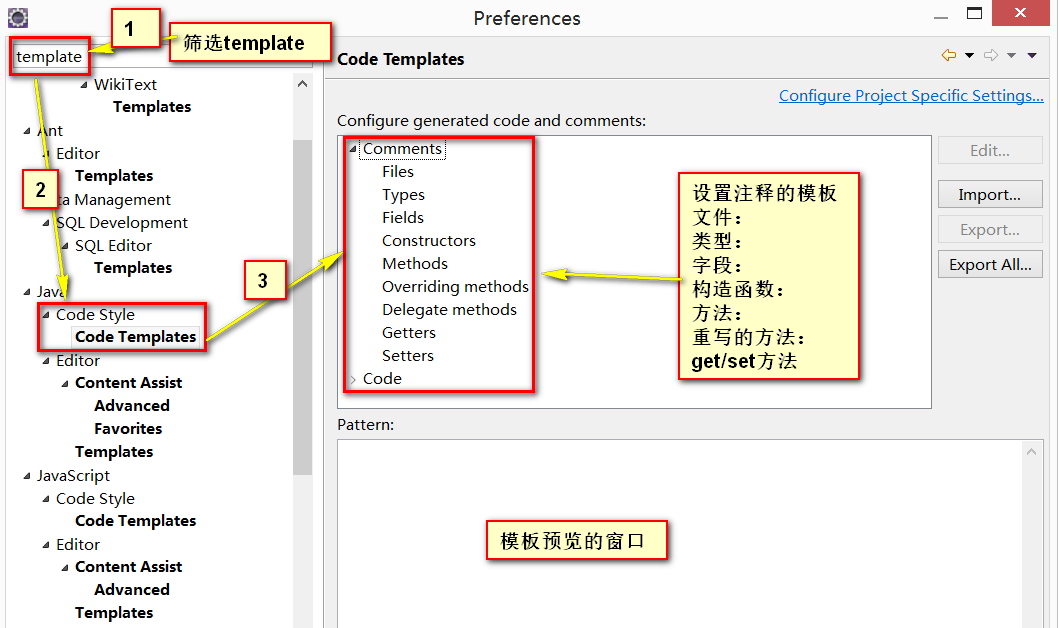 Preferences
1
筛选template
template
WikiText
Templates
Ant
Editor
Templates
2
ta Management
SQL Development
SQL Editor
Templates
Java
Code Style
Code Templates
Editor
Content Assist
Advanced
Favorites
Templates
JavaScript
Code Style
Code Templates
Editor
Content Assist
Advanced
Templates
3
Code Templates
Configure Project Specific Settings...
Configure generated code and comments:
Comments
Files
Types
Fields
Constructors
Methods
Overriding methods
Delegate methods
Getters
Setters
Code
设置注释的模板
文件：
类型：
字段：
构造函数：
方法：
重写的方法：
get/set方法
Edit...
Import...
Export...
Export All...
Pattern:
模板预览的窗口